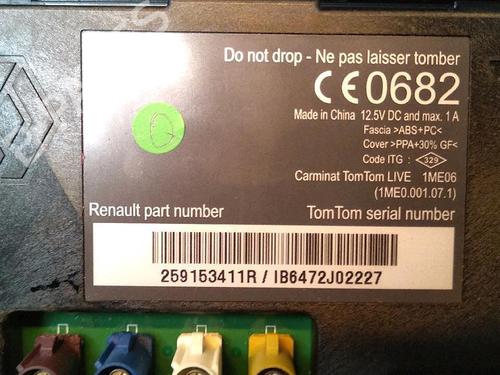 Do not drop - Ne pas laisser tomber
CE0682
Made in China 12.5V DC and max. 1 A
Fascia >ABS+PC<
Cover >PPA+30% GF<
Code ITG : 329
Carminat TomTom LIVE 1ME06
(1ME0.001.07.1)
Renault part number
TomTom serial number
259153411R / IB6472J02227